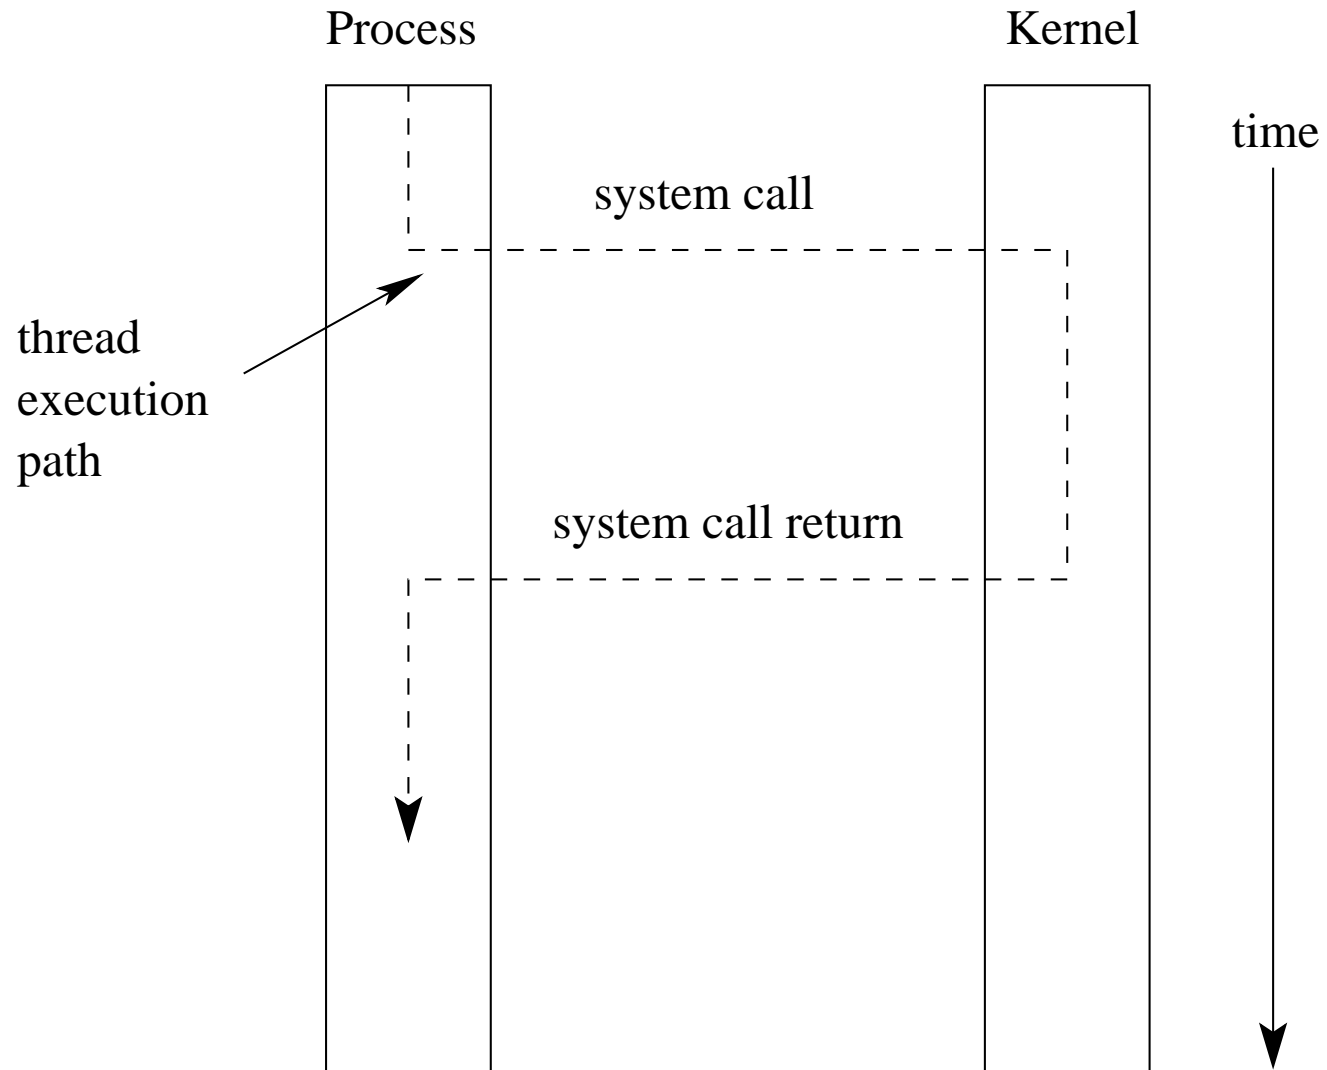 Process
Kernel
time
system call
thread
execution
path
system call return